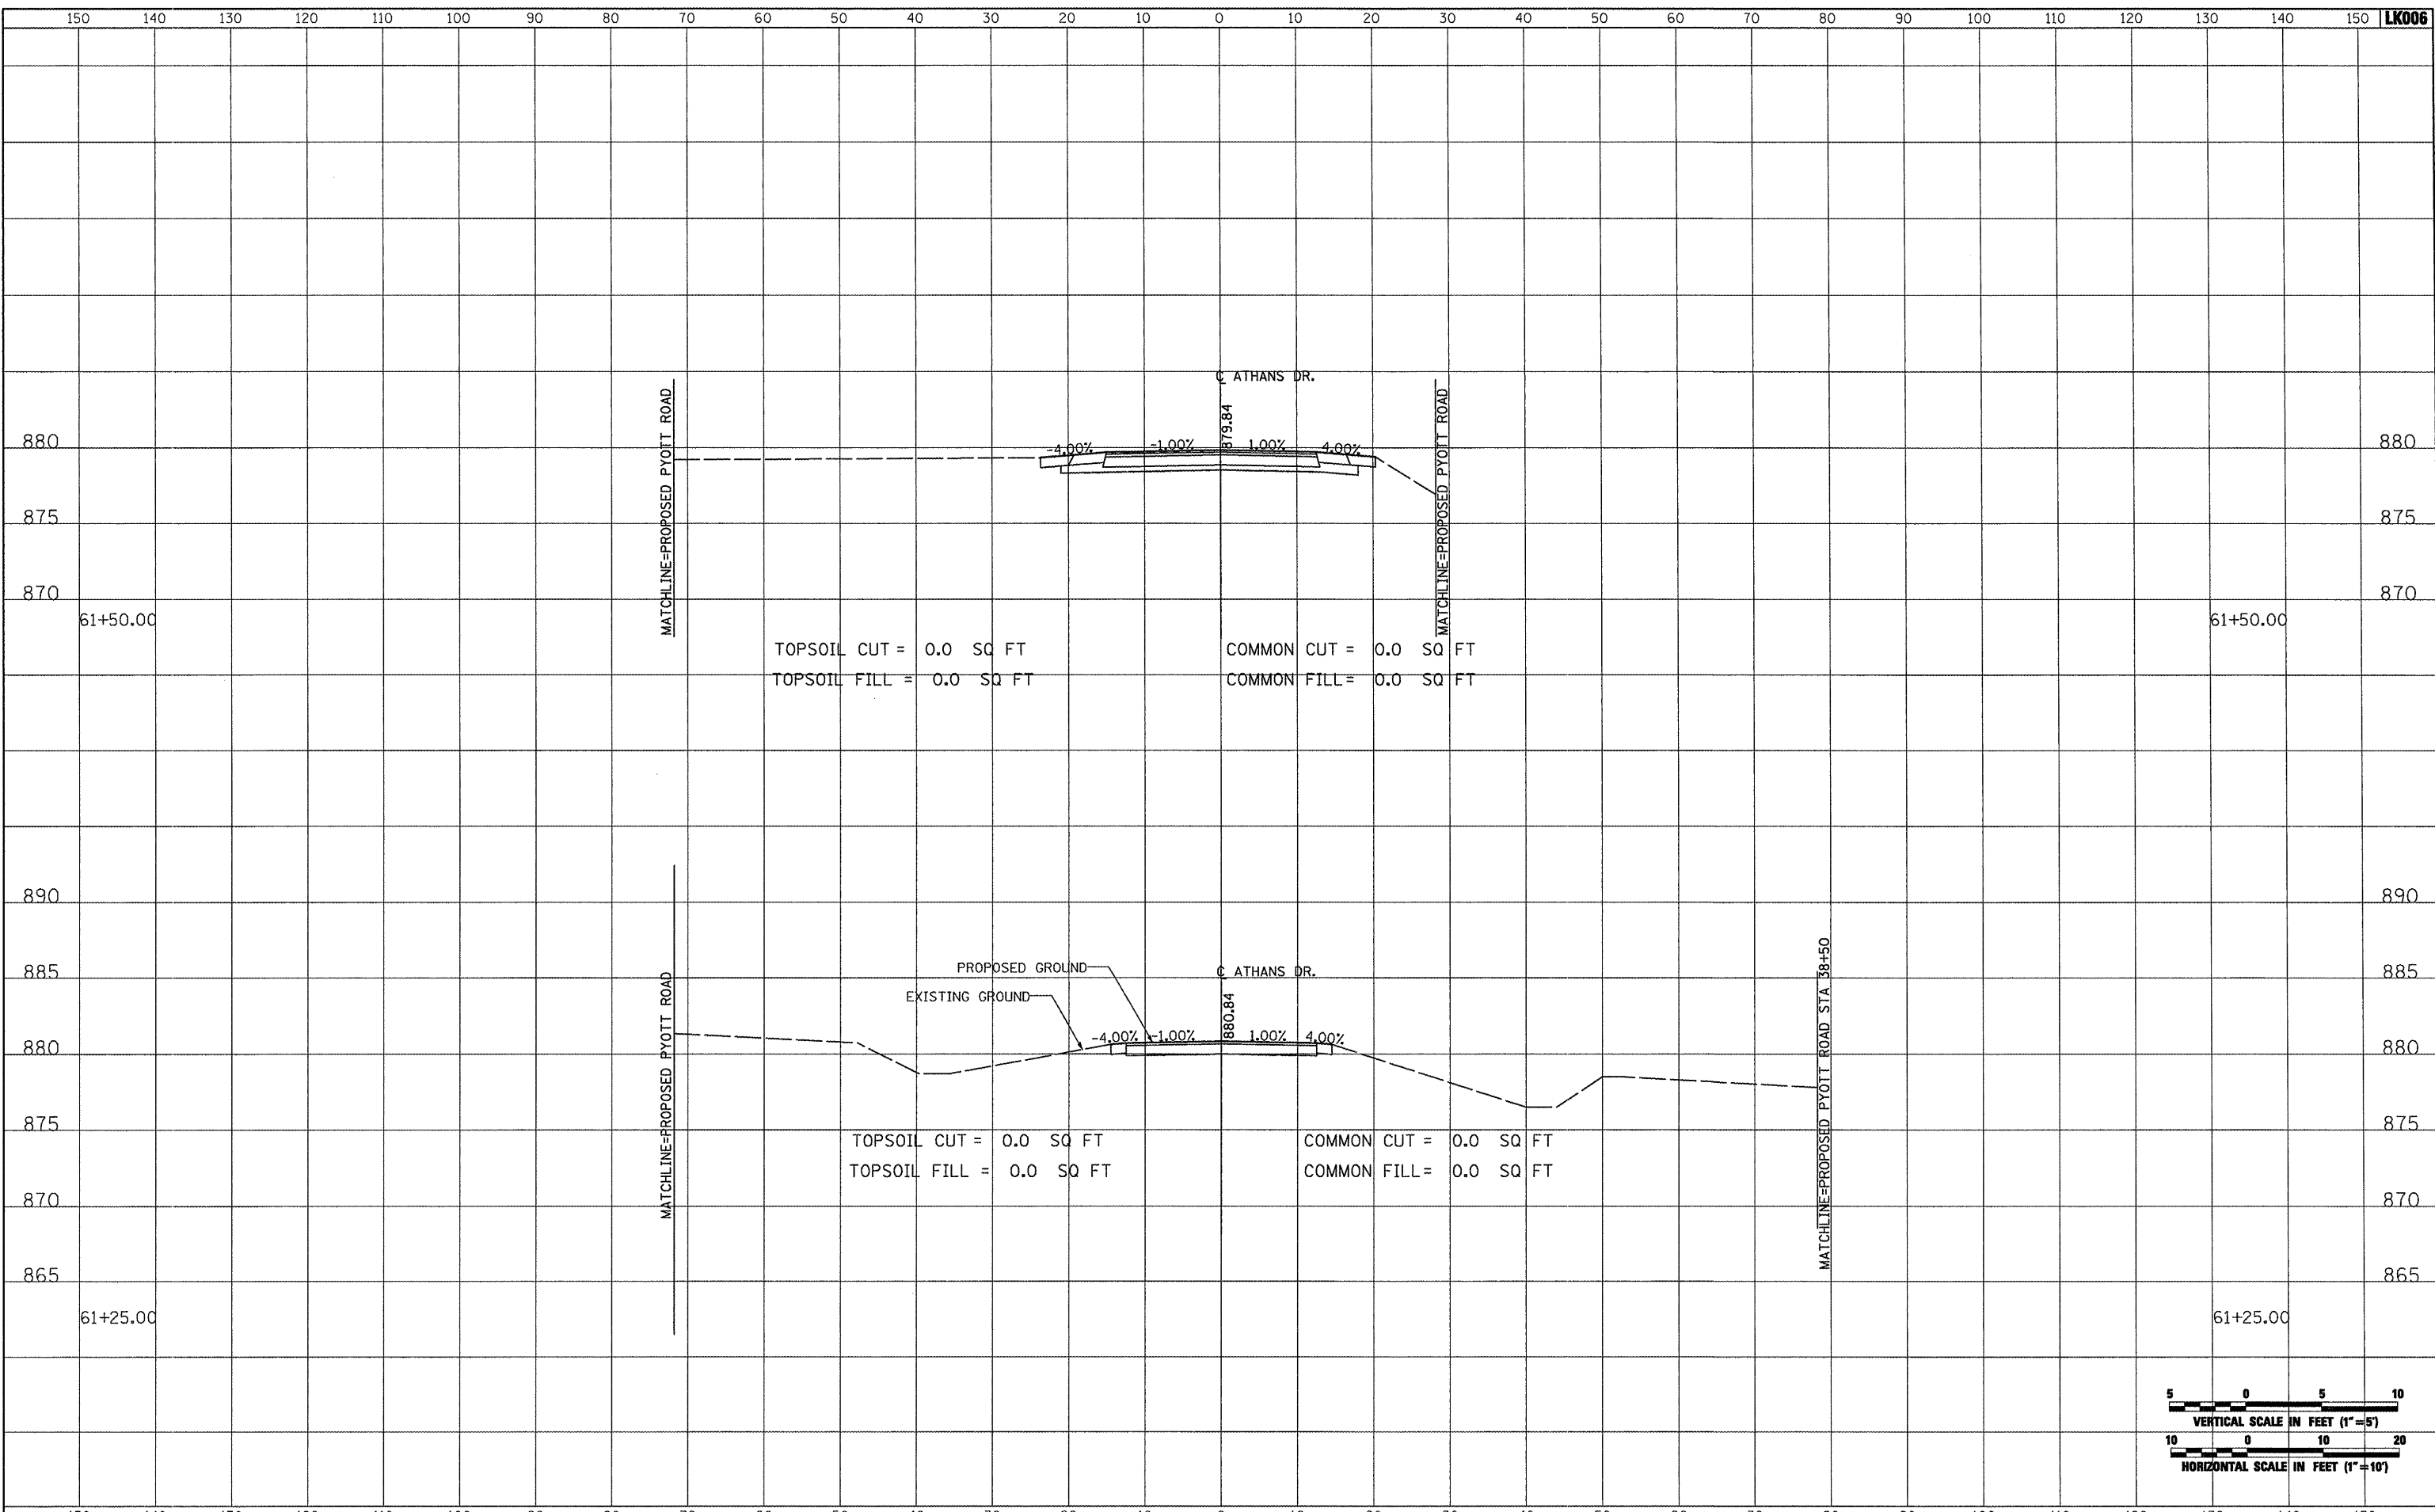 150 140 130 120 110 100 90 80 70 60 50 40 30 20 10 0 10 20 30 40 50 60 70 80 90 100 110 120 130 140 150 LK006
℄ ATHANS DR.
MATCHLINE=PROPOSED PYOTT ROAD
879.84
MATCHLINE=PROPOSED PYOTT ROAD
880 -4.00% -1.00% 1.00% 4.00% 880
875 875
870 870
61+50.00 61+50.00
TOPSOIL CUT = 0.0 SQ FT COMMON CUT = 0.0 SQ FT
TOPSOIL FILL = 0.0 SQ FT COMMON FILL= 0.0 SQ FT
890 890
885 885
PROPOSED GROUND
℄ ATHANS DR.
EXISTING GROUND
MATCHLINE=PROPOSED PYOTT ROAD
880.84
MATCHLINE=PROPOSED PYOTT ROAD STA 38+50
-4.00% -1.00% 1.00% 4.00%
880 880
875 875
TOPSOIL CUT = 0.0 SQ FT COMMON CUT = 0.0 SQ FT
TOPSOIL FILL = 0.0 SQ FT COMMON FILL= 0.0 SQ FT
870 870
865 865
61+25.00 61+25.00
5 0 5 10
VERTICAL SCALE IN FEET (1"=5')
10 0 10 20
HORIZONTAL SCALE IN FEET (1"=10')